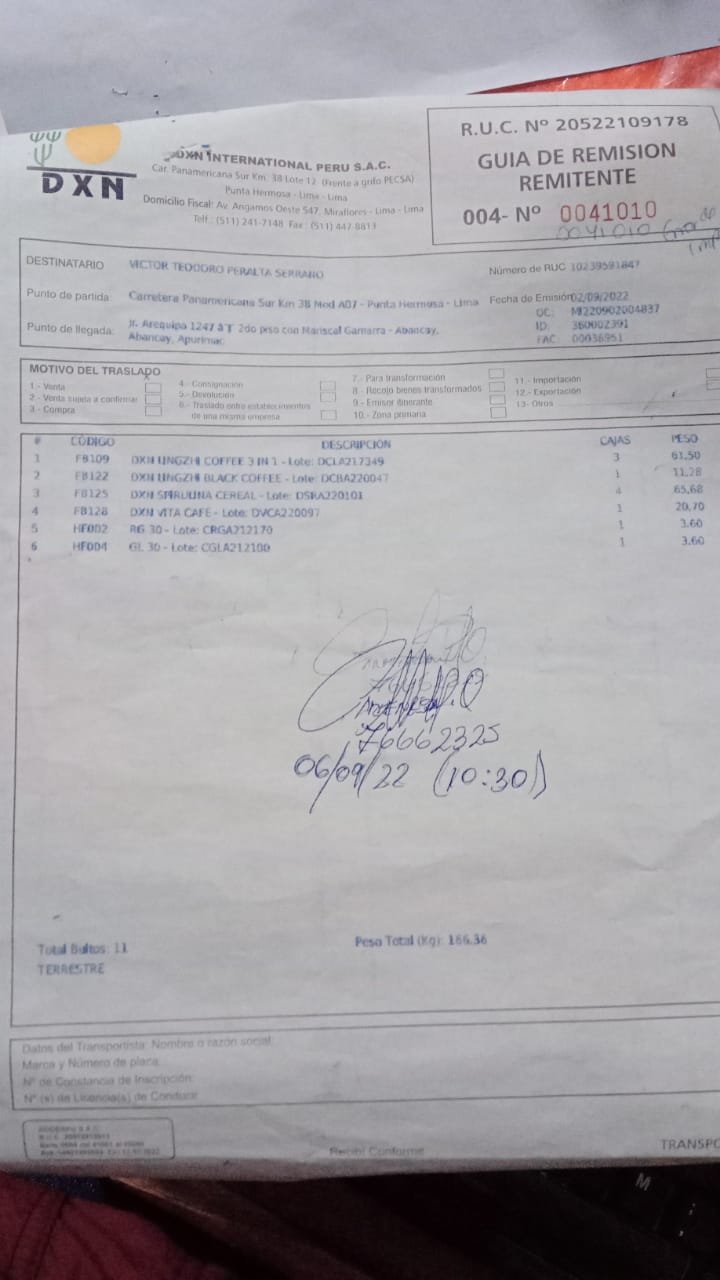 DXN
DXN INTERNATIONAL PERU S.A.C.
Car. Panamericana Sur Km. 38 Lote 12 (Frente a grifo PECSA)
Punta Hermosa - Lima - Lima
Domicilio Fiscal: Av. Angamos Oeste 547, Miraflores - Lima - Lima
Telf.: (511) 241-7148 Fax: (511) 447-8813
R.U.C. Nº 20522109178
GUIA DE REMISION
REMITENTE
004- Nº 0041010
0041010
DESTINATARIO VICTOR TEODORO PERALTA SERRANO Número de RUC 10239591847
Punto de partida: Carretera Panamericana Sur Km 38 Mod A07 - Punta Hermosa - Lima Fecha de Emisión 02/09/2022
OC: MI220902004837
Punto de llegada: Jr. Arequipa 1247 2do piso con Mariscal Gamarra - Abancay, ID: 360002391
Abancay, Apurimac FAC 00036951
MOTIVO DEL TRASLADO
1.- Venta X 4.- Consignación 7.- Para transformación 11.- Importación
2.- Venta sujeta a confirmar 5.- Devolución 8.- Recojo bienes transformados 12.- Exportación
3.- Compra 6.- Traslado entre establecimientos 9.- Emisor itinerante 13.- Otros
de una misma empresa 10.- Zona primaria
# CÓDIGO DESCRIPCIÓN CAJAS PESO
1 FB109 DXN LINGZHI COFFEE 3 IN 1 - Lote: DCLA217349 3 61,50
2 FB122 DXN LINGZHI BLACK COFFEE - Lote: DCBA220047 1 11,28
3 FB125 DXN SPIRULINA CEREAL - Lote: DSRA220101 4 65,68
4 FB128 DXN VITA CAFE - Lote: DVCA220097 1 20,70
5 HF002 RG 30 - Lote: CRGA212170 1 3,60
6 HF004 GL 30 - Lote: CGLA212100 1 3,60
76662325
06/09/22 (10:30)
Total Bultos: 11 Peso Total (Kg): 166,36
TERRESTRE
Datos del Transportista: Nombre o razón social:
Marca y Número de placa:
Nº de Constancia de Inscripción:
Nº (s) de Licencia(s) de Conducir:
Recibí Conforme
TRANSPO